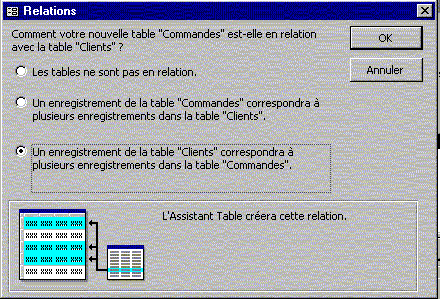 Relations
Comment votre nouvelle table "Commandes" est-elle en relation
avec la table "Clients" ?
OK
Annuler
Les tables ne sont pas en relation.
Un enregistrement de la table "Commandes" correspondra à
plusieurs enregistrements dans la table "Clients".
Un enregistrement de la table "Clients" correspondra à
plusieurs enregistrements dans la table "Commandes".
L'Assistant Table créera cette relation.